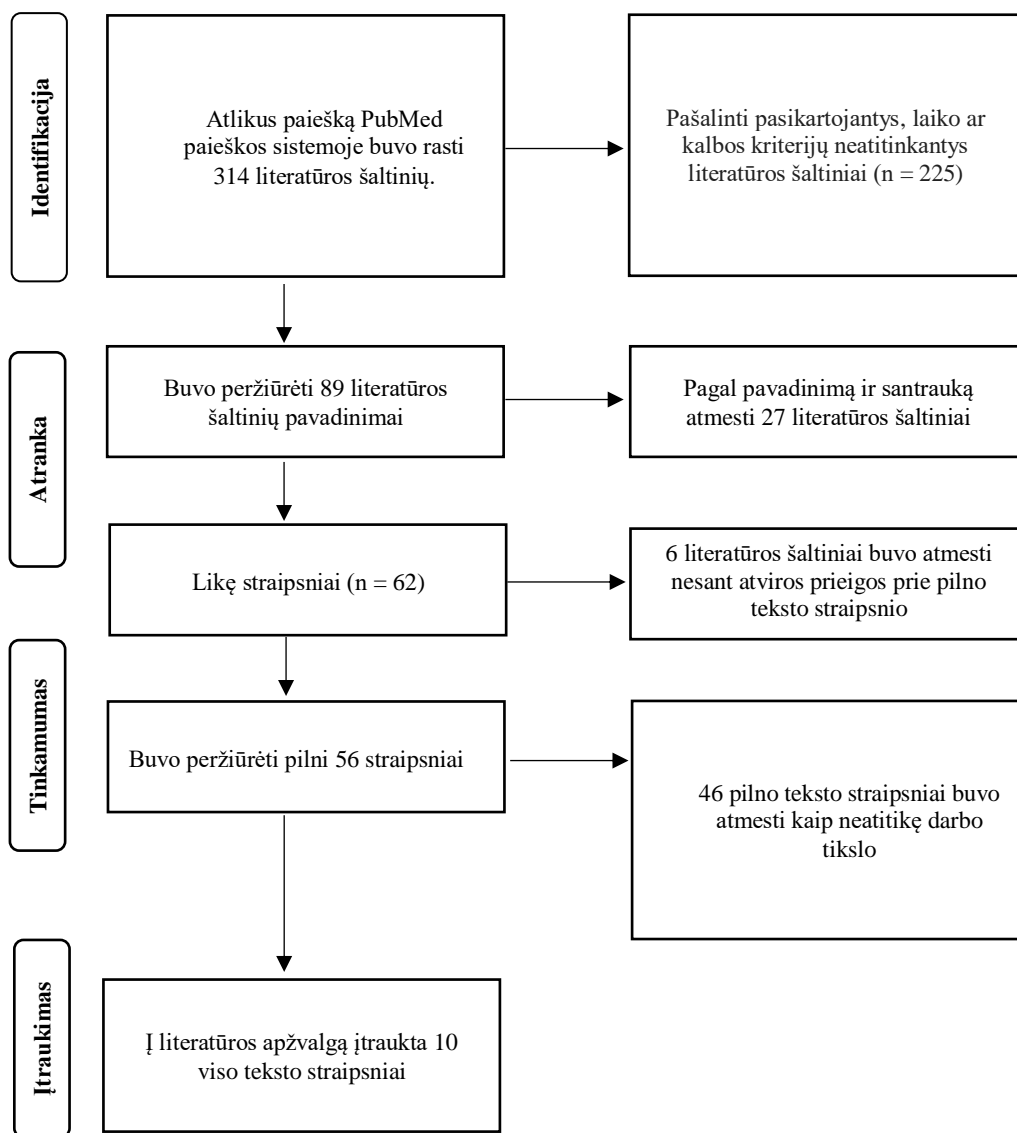 Identifikacija
Atlikus paiešką PubMed
paieškos sistemoje buvo rasti
314 literatūros šaltinių.
Pašalinti pasikartojantys, laiko ar
kalbos kriterijų neatitinkantys
literatūros šaltiniai (n = 225)
Atranka
Buvo peržiūrėti 89 literatūros
šaltinių pavadinimai
Pagal pavadinimą ir santrauką
atmesti 27 literatūros šaltiniai
Likę straipsniai (n = 62)
6 literatūros šaltiniai buvo atmesti
nesant atviros prieigos prie pilno
teksto straipsnio
Tinkamumas
Buvo peržiūrėti pilni 56 straipsniai
46 pilno teksto straipsniai buvo
atmesti kaip neatitikę darbo
tikslo
Įtraukimas
Į literatūros apžvalgą įtraukta 10
viso teksto straipsniai